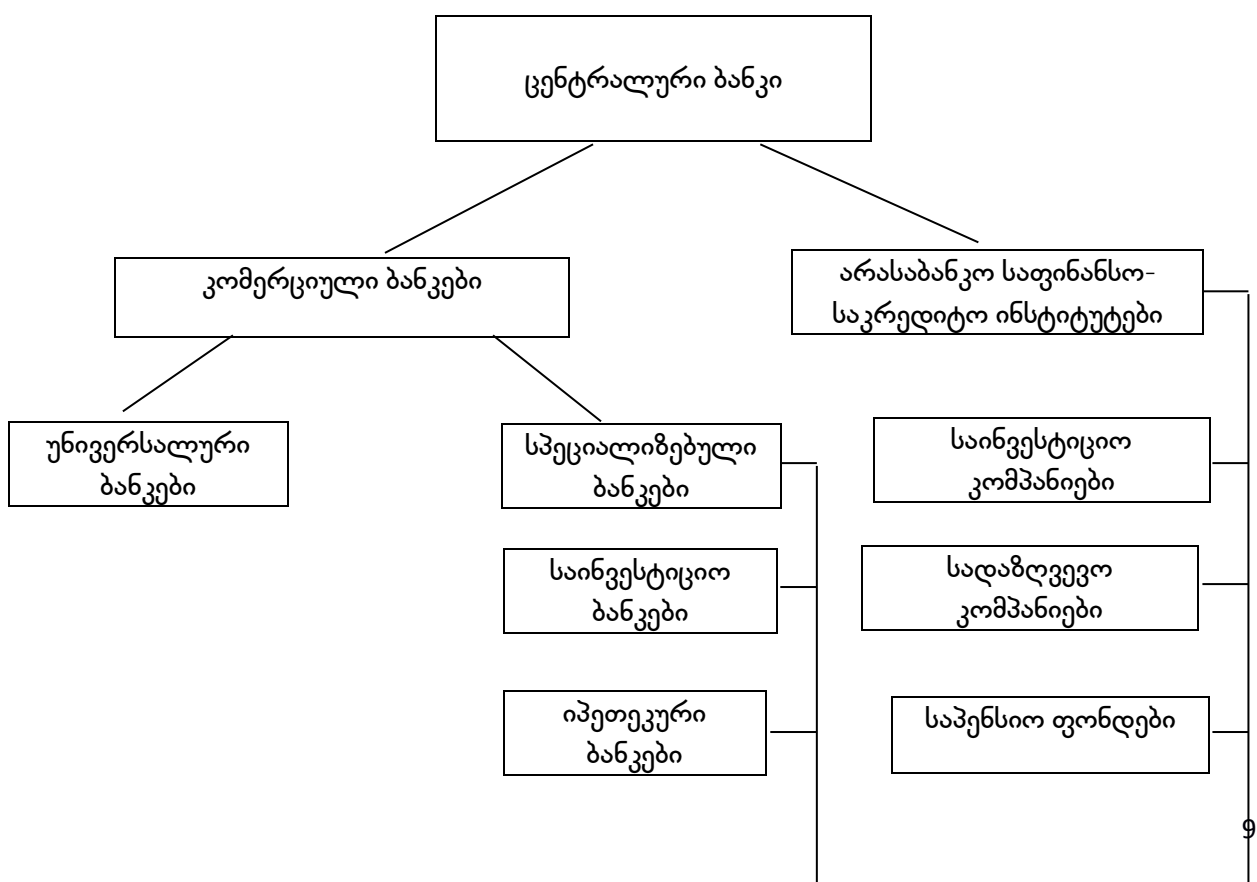 ცენტრალური ბანკი
კომერციული ბანკები
არასაბანკო საფინანსო-
საკრედიტო ინსტიტუტები
უნივერსალური
ბანკები
სპეციალიზებული
ბანკები
საინვესტიციო
კომპანიები
საინვესტიციო
ბანკები
სადაზღვევო
კომპანიები
იპეთეკური
ბანკები
საპენსიო ფონდები
9